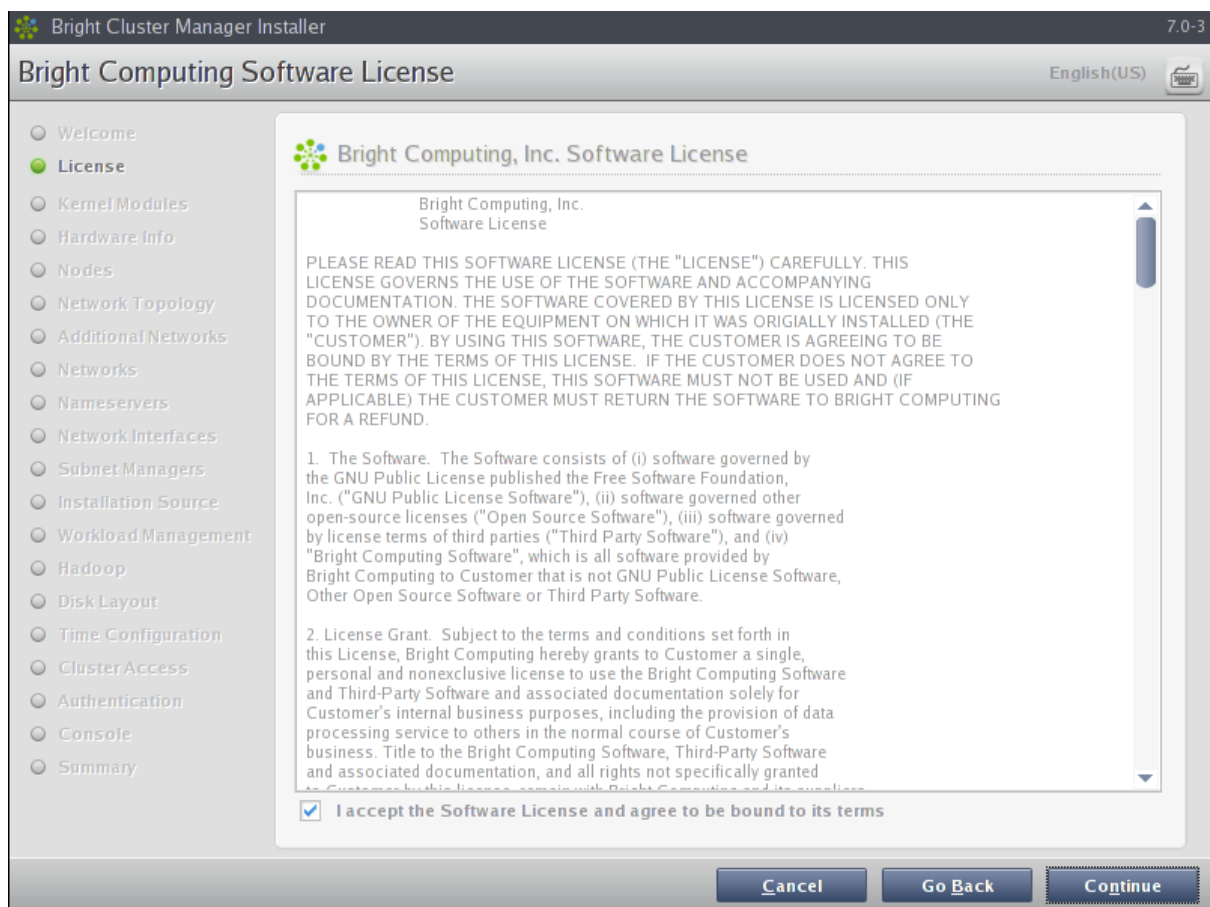 Bright Cluster Manager Installer
7.0-3
Bright Computing Software License
English(US)
Welcome
License
Kernel Modules
Hardware Info
Nodes
Network Topology
Additional Networks
Networks
Nameservers
Network Interfaces
Subnet Managers
Installation Source
Workload Management
Hadoop
Disk Layout
Time Configuration
Cluster Access
Authentication
Console
Summary
Bright Computing, Inc. Software License
Bright Computing, Inc.
Software License
PLEASE READ THIS SOFTWARE LICENSE (THE "LICENSE") CAREFULLY. THIS
LICENSE GOVERNS THE USE OF THE SOFTWARE AND ACCOMPANYING
DOCUMENTATION. THE SOFTWARE COVERED BY THIS LICENSE IS LICENSED ONLY
TO THE OWNER OF THE EQUIPMENT ON WHICH IT WAS ORIGIALLY INSTALLED (THE
"CUSTOMER"). BY USING THIS SOFTWARE, THE CUSTOMER IS AGREEING TO BE
BOUND BY THE TERMS OF THIS LICENSE. IF THE CUSTOMER DOES NOT AGREE TO
THE TERMS OF THIS LICENSE, THIS SOFTWARE MUST NOT BE USED AND (IF
APPLICABLE) THE CUSTOMER MUST RETURN THE SOFTWARE TO BRIGHT COMPUTING
FOR A REFUND.
1. The Software. The Software consists of (i) software governed by
the GNU Public License published the Free Software Foundation,
Inc. ("GNU Public License Software"), (ii) software governed other
open-source licenses ("Open Source Software"), (iii) software governed
by license terms of third parties ("Third Party Software"), and (iv)
"Bright Computing Software", which is all software provided by
Bright Computing to Customer that is not GNU Public License Software,
Other Open Source Software or Third Party Software.
2. License Grant. Subject to the terms and conditions set forth in
this License, Bright Computing hereby grants to Customer a single,
personal and nonexclusive license to use the Bright Computing Software
and Third-Party Software and associated documentation solely for
Customer's internal business purposes, including the provision of data
processing service to others in the normal course of Customer's
business. Title to the Bright Computing Software, Third-Party Software
and associated documentation, and all rights not specifically granted
to Customer by this license, remain with Bright Computing and its suppliers
I accept the Software License and agree to be bound to its terms
Cancel
Go Back
Continue